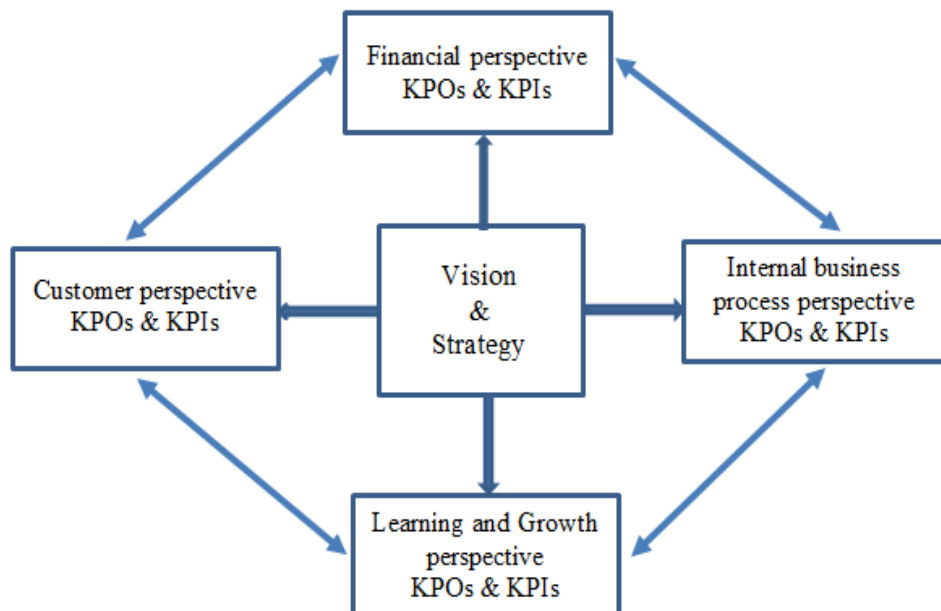 Financial perspective
KPOs & KPIs
Customer perspective
KPOs & KPIs
Vision
&
Strategy
Internal business
process perspective
KPOs & KPIs
Learning and Growth
perspective
KPOs & KPIs